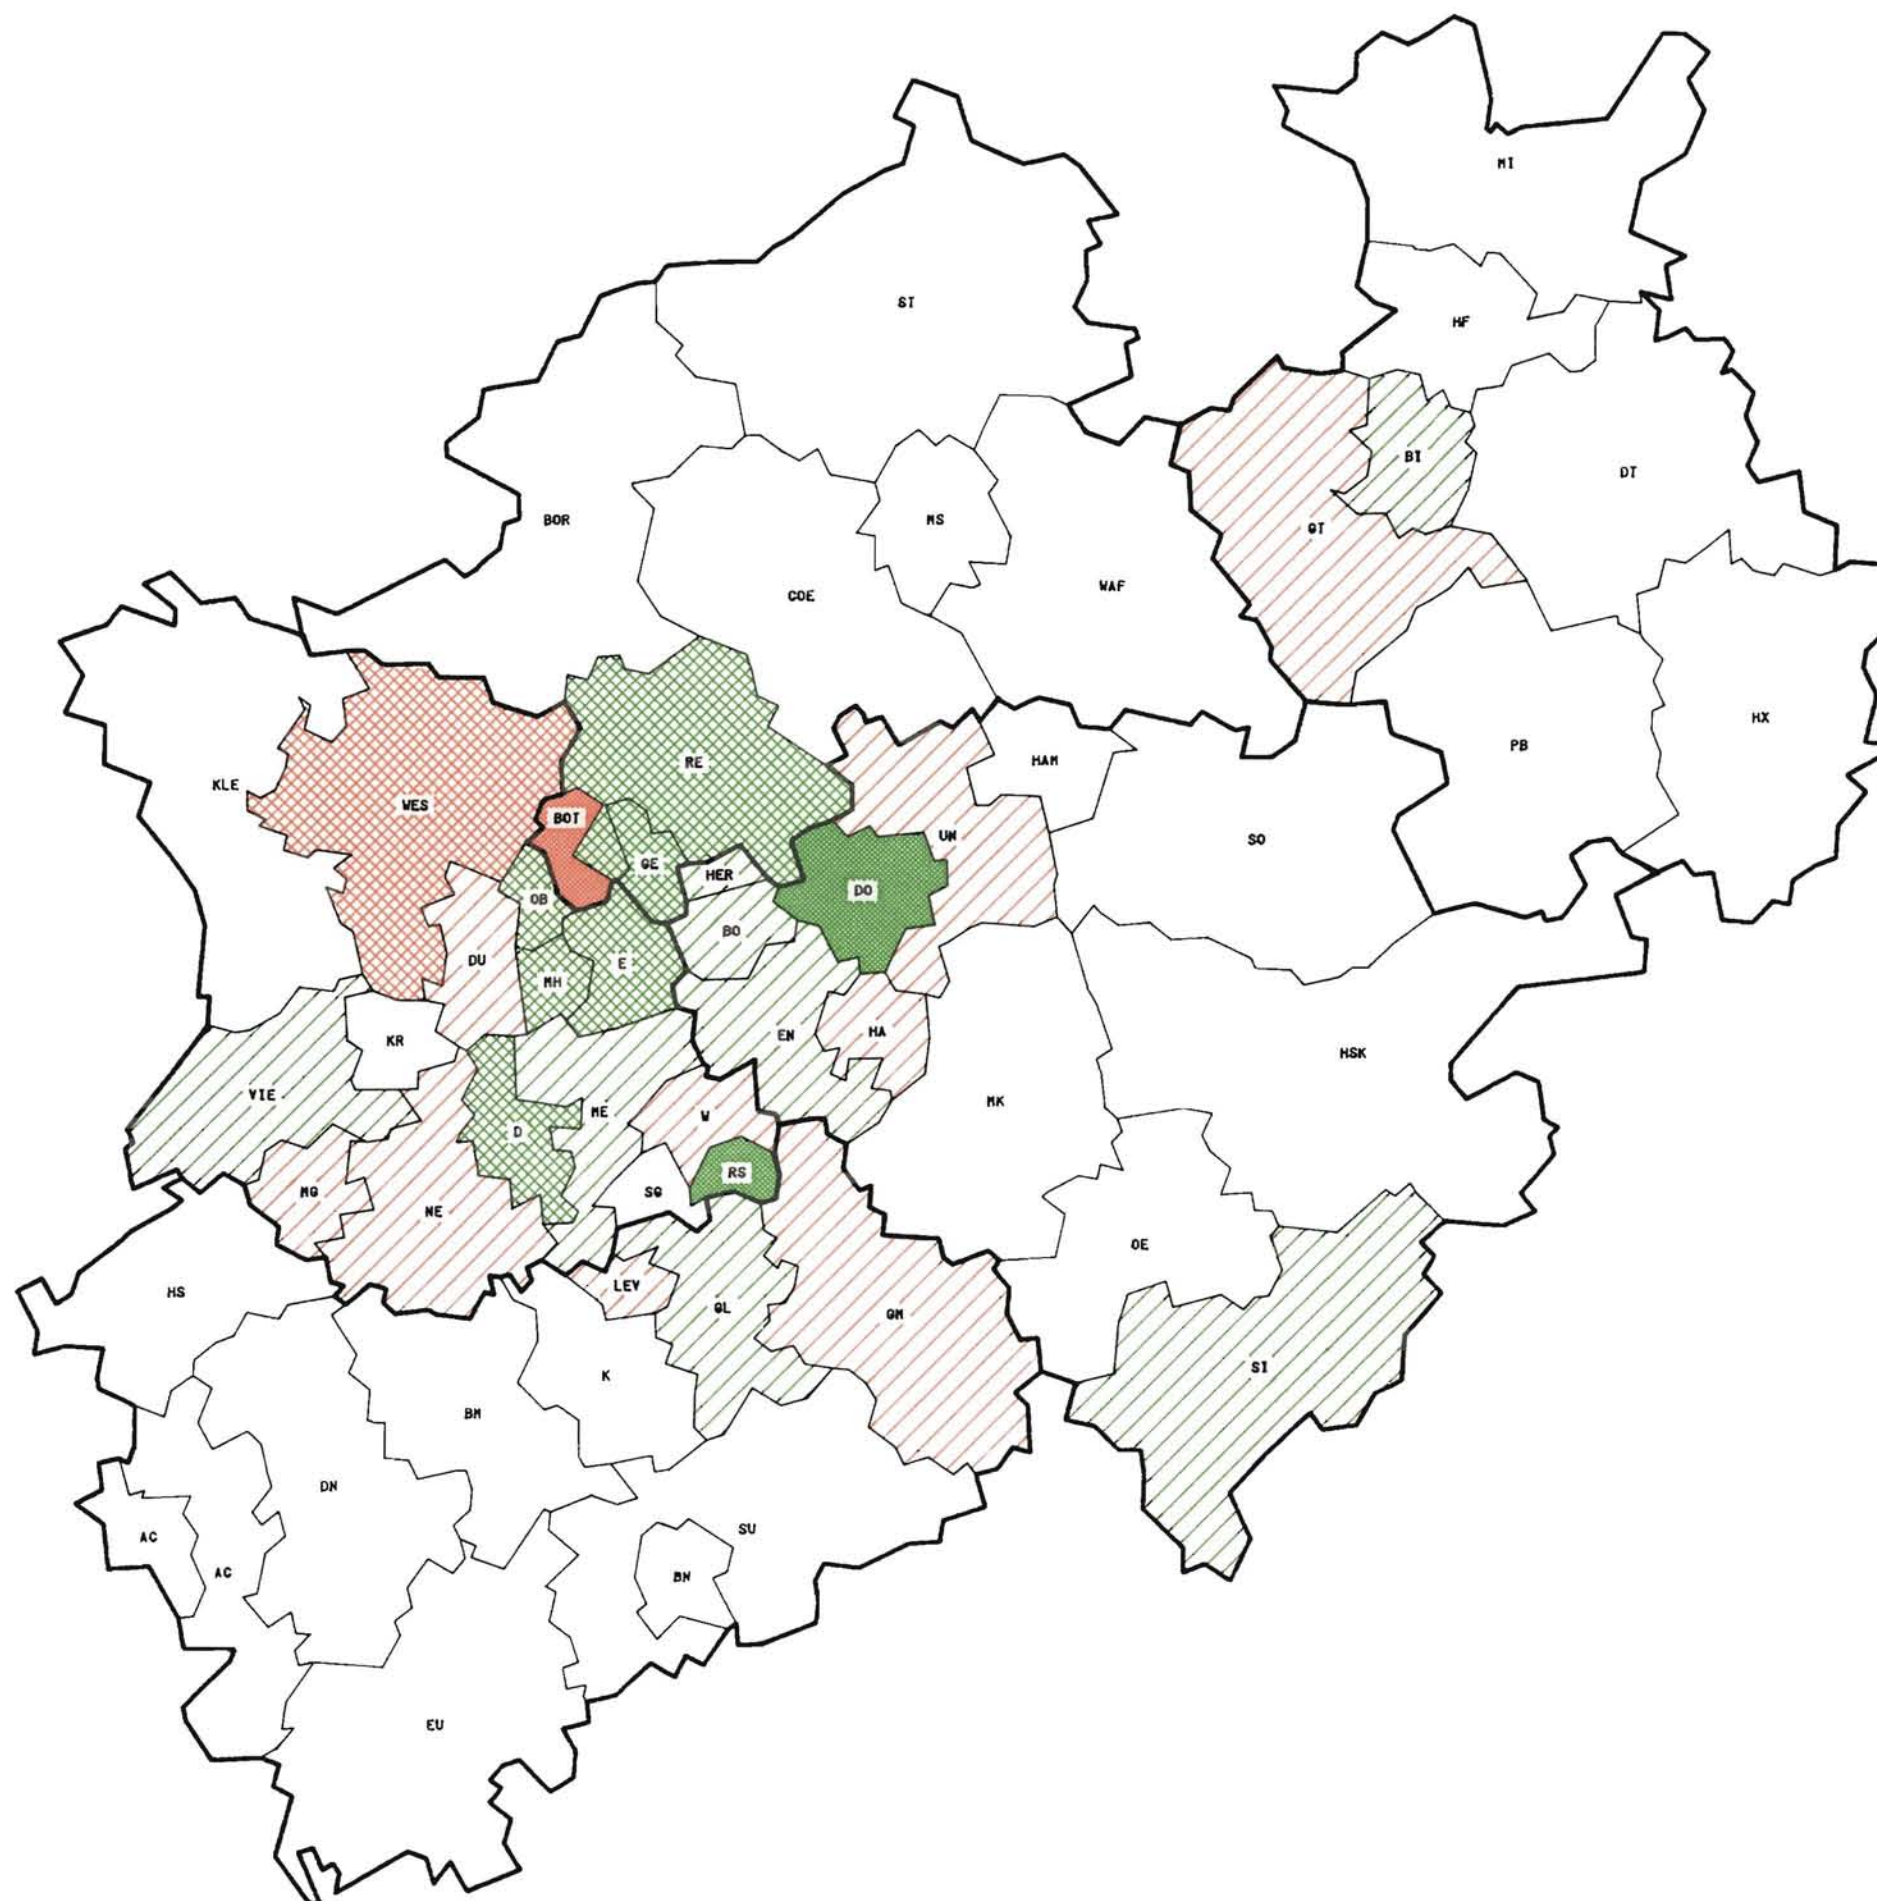 MI
ST
HF
BI
DT
BOR
MS
GT
COE
WAF
HX
PB
RE
HAM
KLE
WES
BOT
UN
SO
GE
HER
DO
OB
BO
DU
E
MH
EN
HA
KR
HSK
VIE
ME
MK
W
D
RS
MG
SG
NE
OE
HS
LEV
GL
GM
SI
K
BM
DN
SU
AC
AC
BN
EU